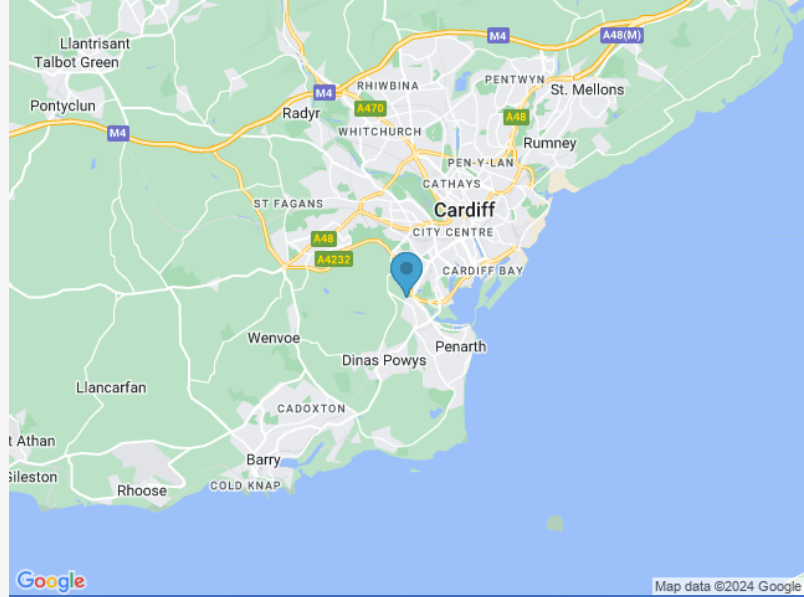 M4
A48(M)
Llantrisant
Talbot Green
RHIWBINA
PENTWYN
St. Mellons
M4
Pontyclun
A470
Radyr
A48
M4
WHITCHURCH
Rumney
PEN-Y-LAN
CATHAYS
ST FAGANS
Cardiff
CITY CENTRE
A48
A4232
CARDIFF BAY
Wenvoe
Penarth
Dinas Powys
Llancarfan
CADOXTON
t Athan
Barry
Gileston
COLD KNAP
Rhoose
Google
Map data ©2024 Google